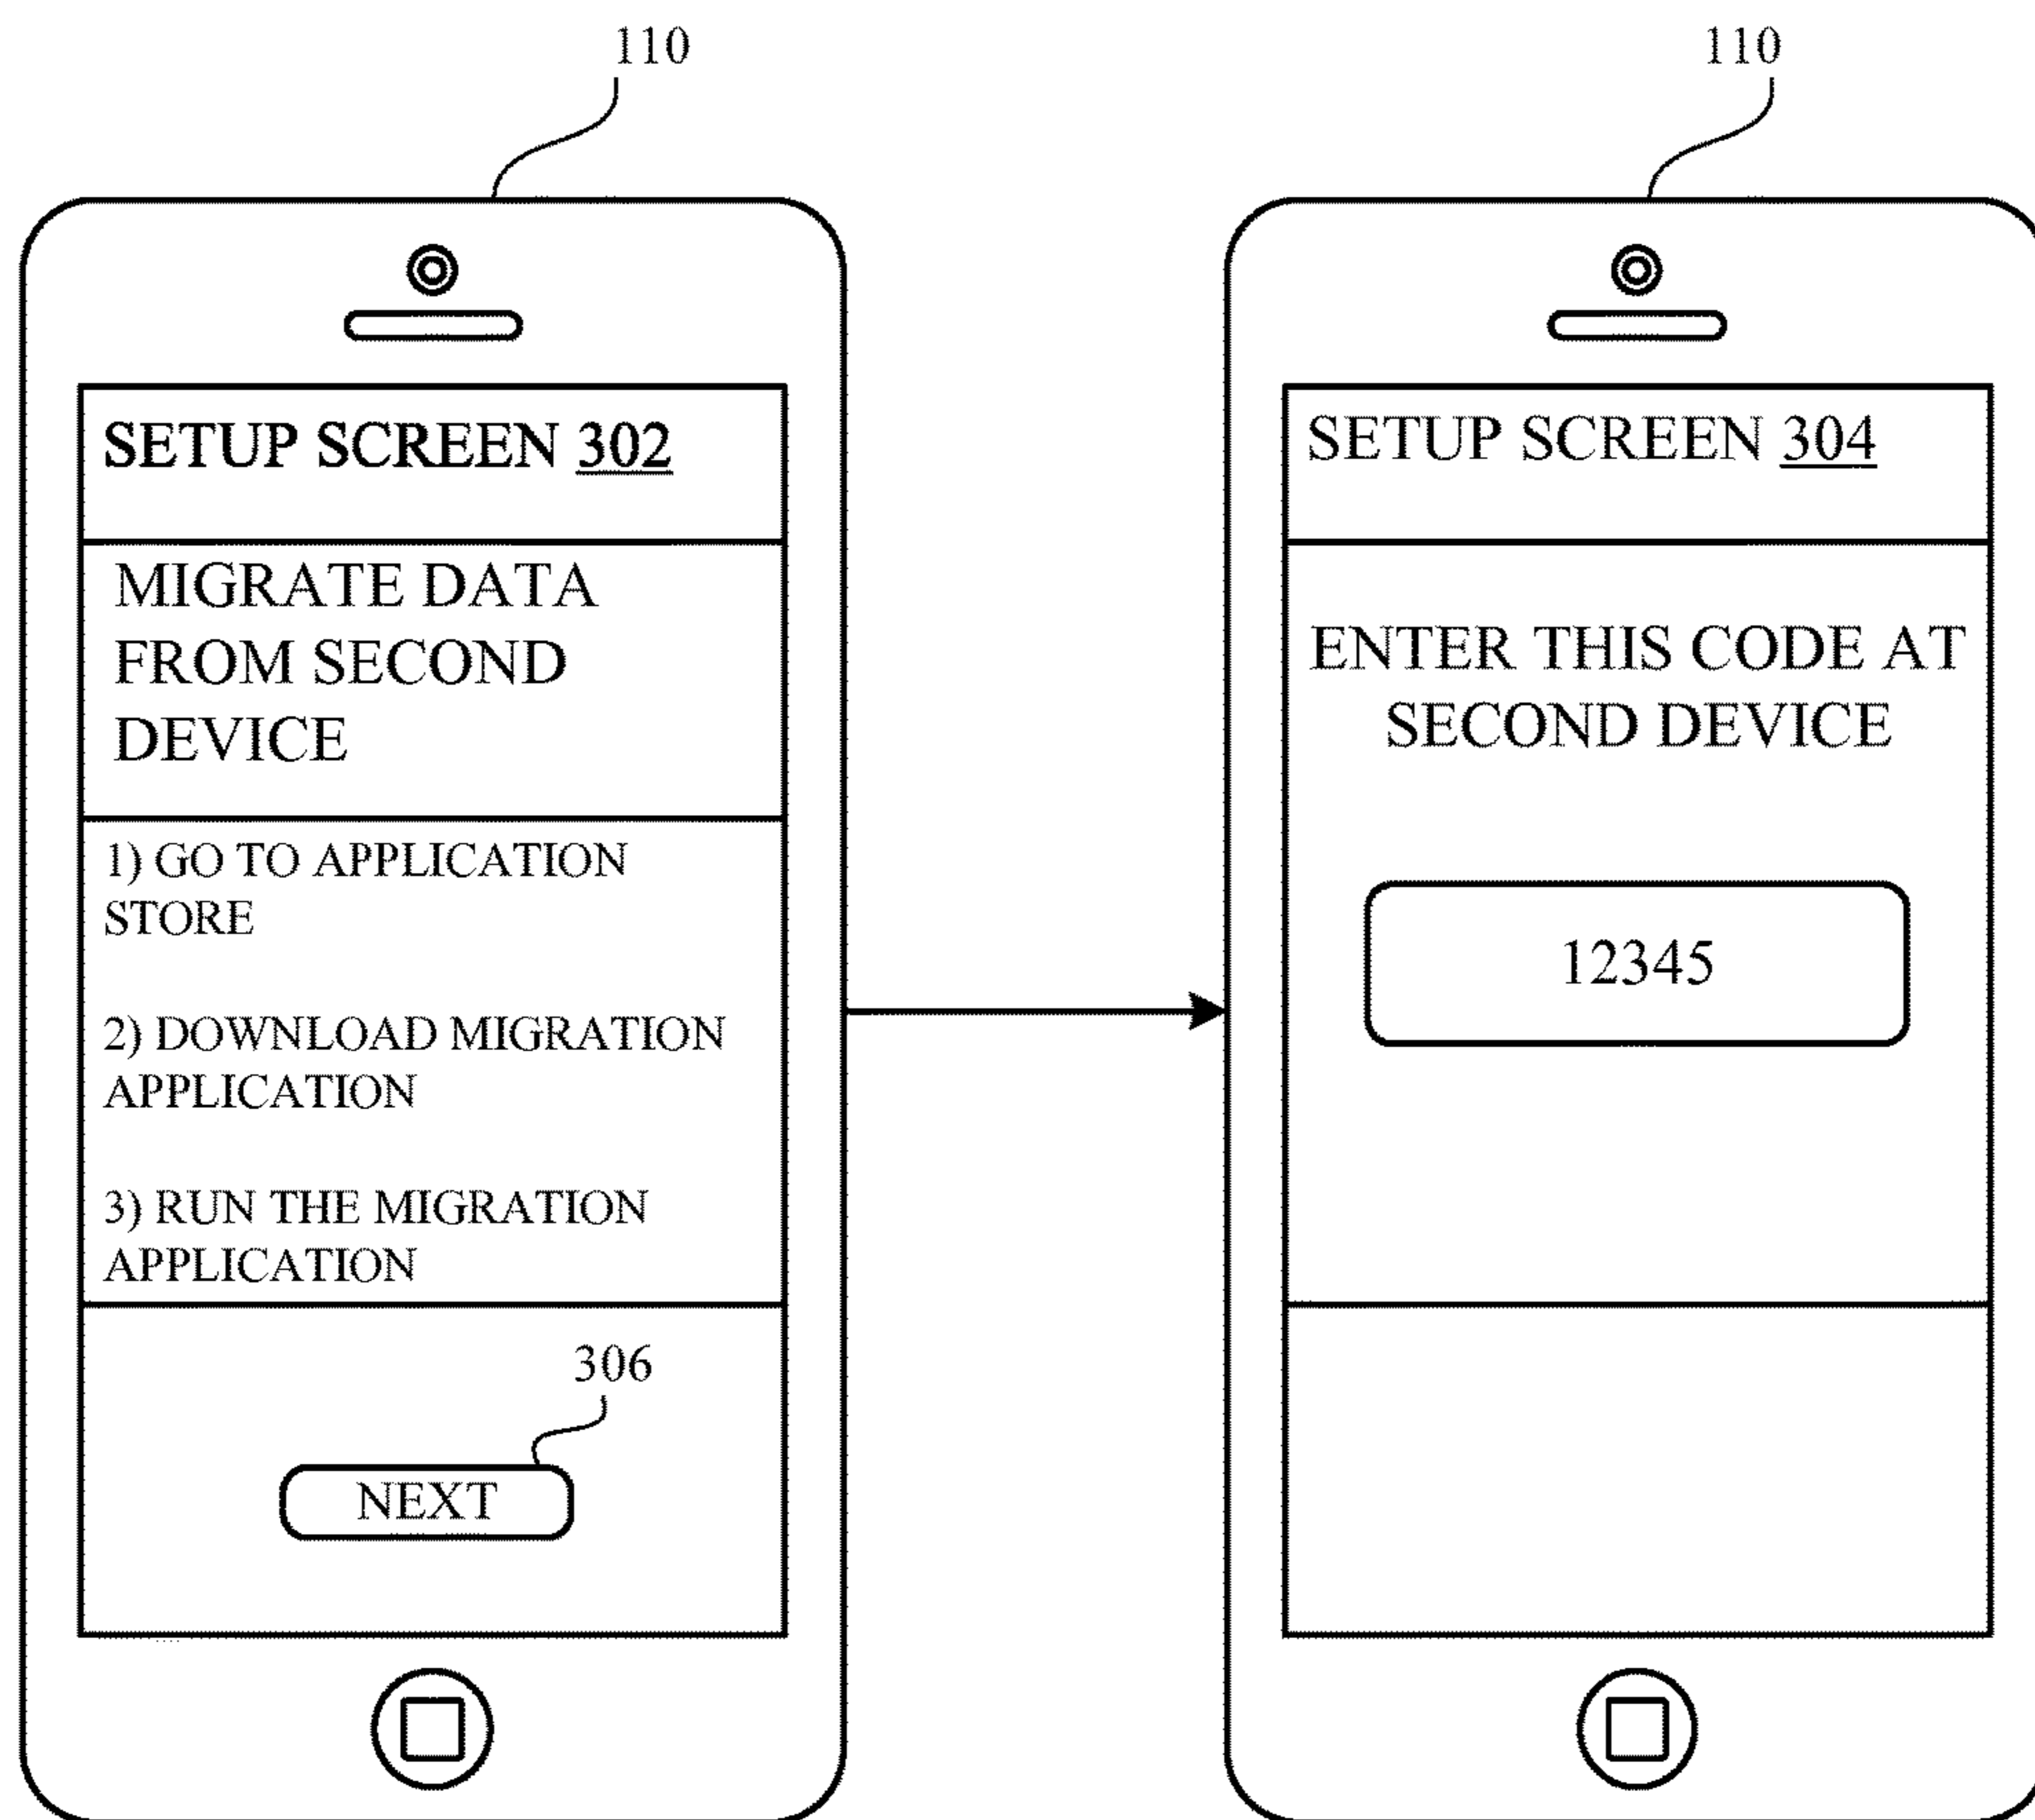 110
SETUP SCREEN 302
MIGRATE DATA
FROM SECOND
DEVICE
1) GO TO APPLICATION
STORE
2) DOWNLOAD MIGRATION
APPLICATION
3) RUN THE MIGRATION
APPLICATION
306
NEXT
110
SETUP SCREEN 304
ENTER THIS CODE AT
SECOND DEVICE
12345